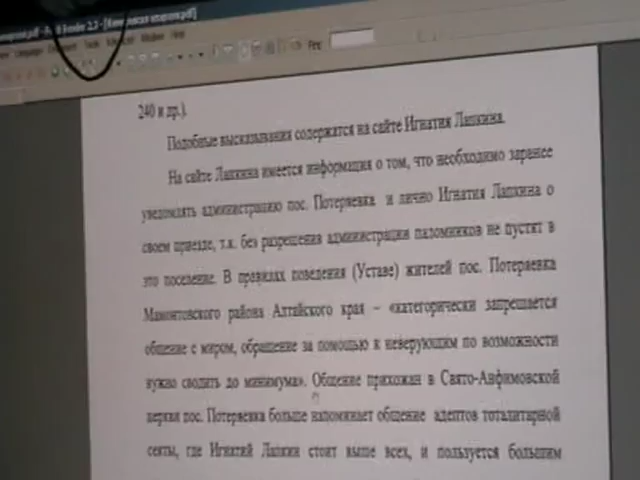 240 и др.).
Подобные высказывания содержатся на сайте Игнатия Лапкина.
На сайте Лапкина имеется информация о том, что необходимо заранее
уведомлять администрацию пос. Потеряевка и лично Игнатия Лапкина о
своем приезде, т.к. без разрешения администрации паломников не пустят в
это поселение. В правилах поведения (Уставе) жителей пос. Потеряевка
Мамонтовского района Алтайского края – «категорически запрещается
общение с миром, обращение за помощью к неверующим по возможности
нужно сводить до минимума». Общение прихожан в Свято-Анфимовской
церкви пос. Потеряевка больше напоминает общение адептов тоталитарной
секты, где Игнатий Лапкин стоит выше всех, и пользуется большим